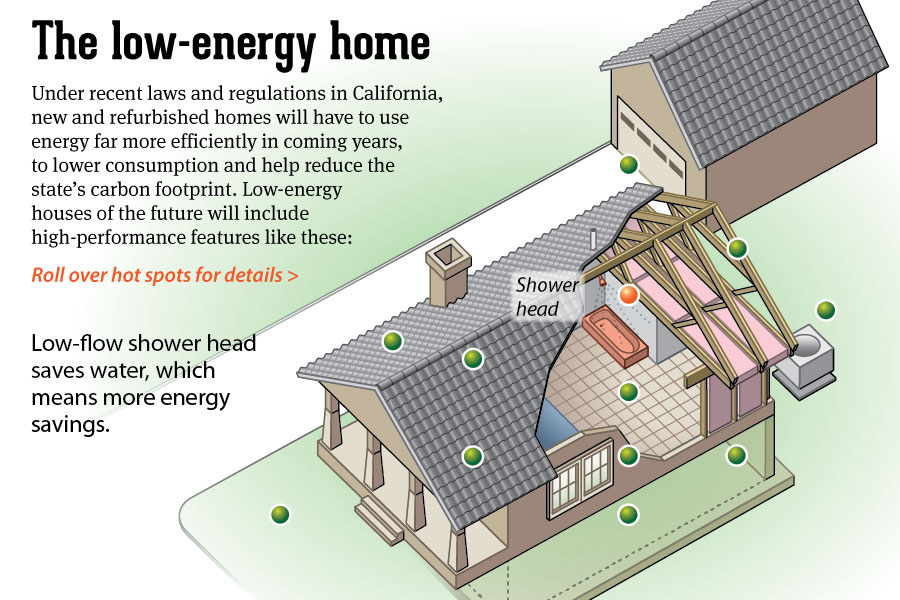 The low-energy home
Under recent laws and regulations in California,
new and refurbished homes will have to use
energy far more efficiently in coming years,
to lower consumption and help reduce the
state’s carbon footprint. Low-energy
houses of the future will include
high-performance features like these:
Roll over hot spots for details >
Shower
head
Low-flow shower head
saves water, which
means more energy
savings.